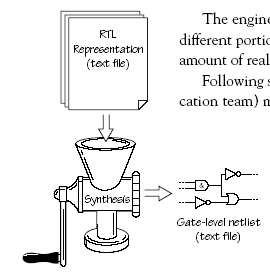 RTL
Representation
(text file)
The engine
different portio
amount of real
Following s
cation team) m
Synthesis
&
Gate-level netlist
(text file)